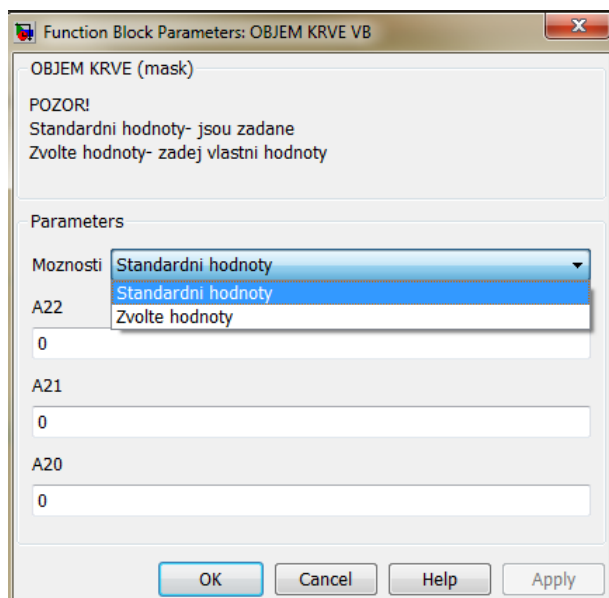 Function Block Parameters: OBJEM KRVE VB
OBJEM KRVE (mask)
POZOR!
Standardni hodnoty- jsou zadane
Zvolte hodnoty- zadej vlastni hodnoty
Parameters
Moznosti Standardni hodnoty
Standardni hodnoty
Zvolte hodnoty
A22
0
A21
0
A20
0
OK Cancel Help Apply